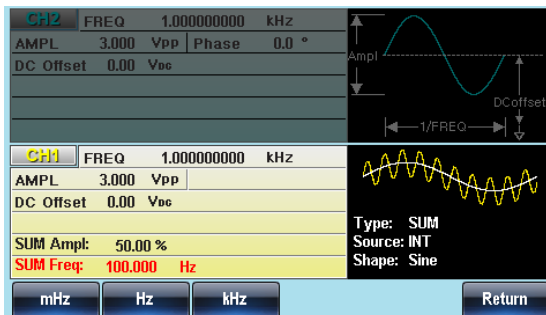 CH2 FREQ 1.000000000 kHz
AMPL 3.000 Vpp Phase 0.0 °
DC Offset 0.00 VDC
Ampl
DCoffset
1/FREQ
CH1 FREQ 1.000000000 kHz
AMPL 3.000 Vpp
DC Offset 0.00 VDC
SUM Ampl: 50.00 %
SUM Freq: 100.000 Hz
Type: SUM
Source: INT
Shape: Sine
mHz Hz kHz Return